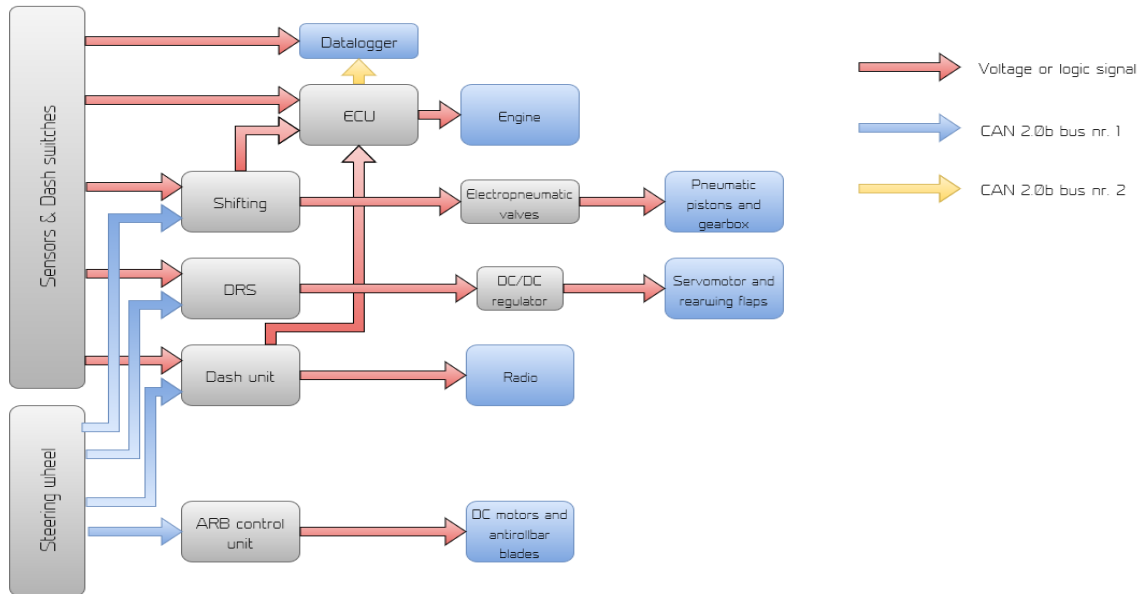 Sensors & Dash switches
Steering wheel
Datalogger
ECU
Engine
Shifting
Electropneumatic
valves
Pneumatic
pistons and
gearbox
DRS
DC/DC
regulator
Servomotor and
rearwing flaps
Dash unit
Radio
ARB control
unit
DC motors and
antirollbar
blades
Voltage or logic signal
CAN 2.0b bus nr. 1
CAN 2.0b bus nr. 2